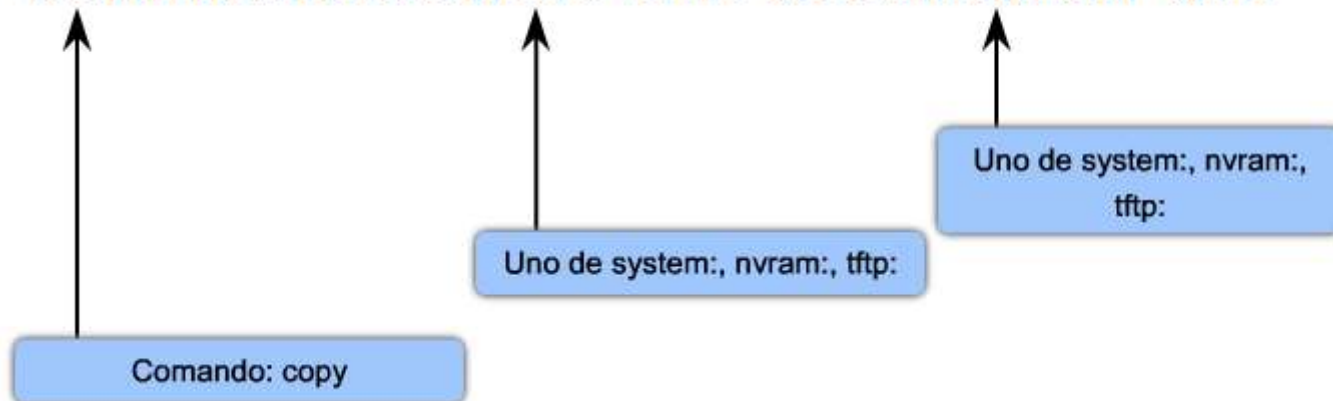 Uno de system:, nvram:,
tftp:
Uno de system:, nvram:, tftp:
Comando: copy